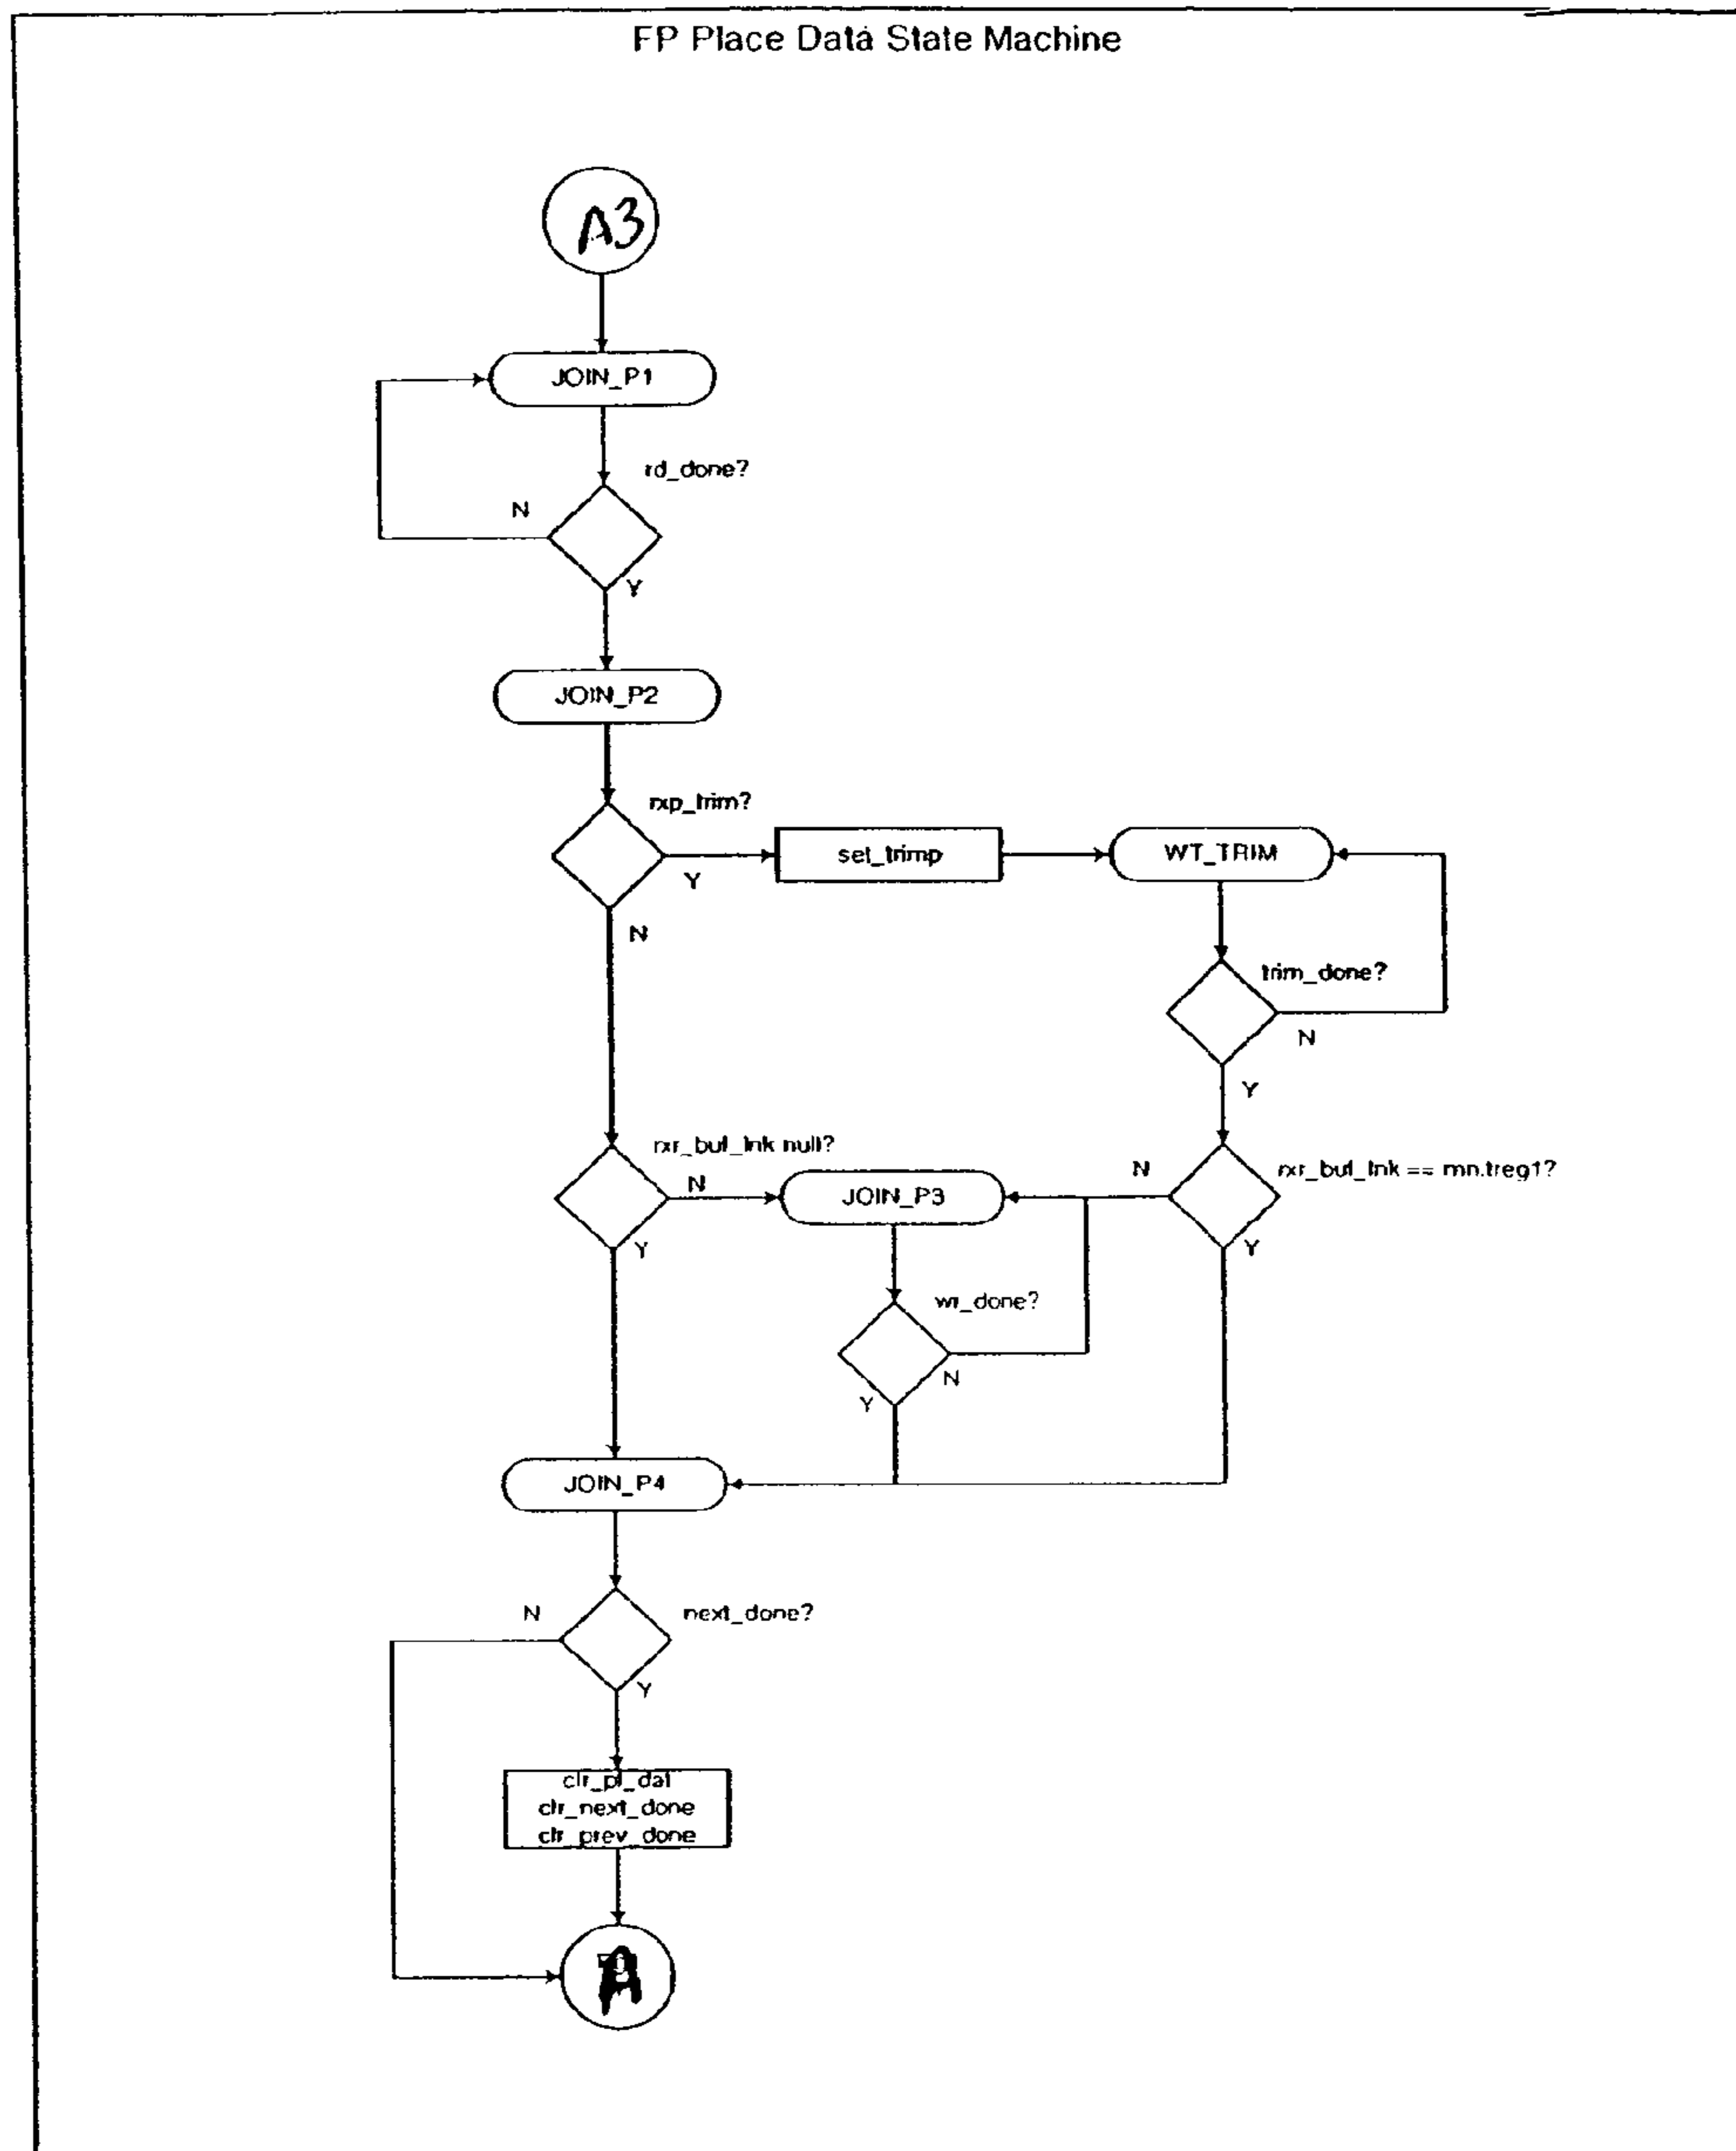 FP Place Data State Machine
A3
JOIN_P1
rd_done?
N
Y
JOIN_P2
rxp_trim?
set_trimp
WT_TRIM
Y
N
trim_done?
N
Y
rxr_buf_lnk null?
N
JOIN_P3
N
rxr_buf_lnk == mn.treg1?
Y
Y
wr_done?
N
Y
JOIN_P4
N
next_done?
Y
clr_pl_dat
clr_next_done
clr_prev_done
A